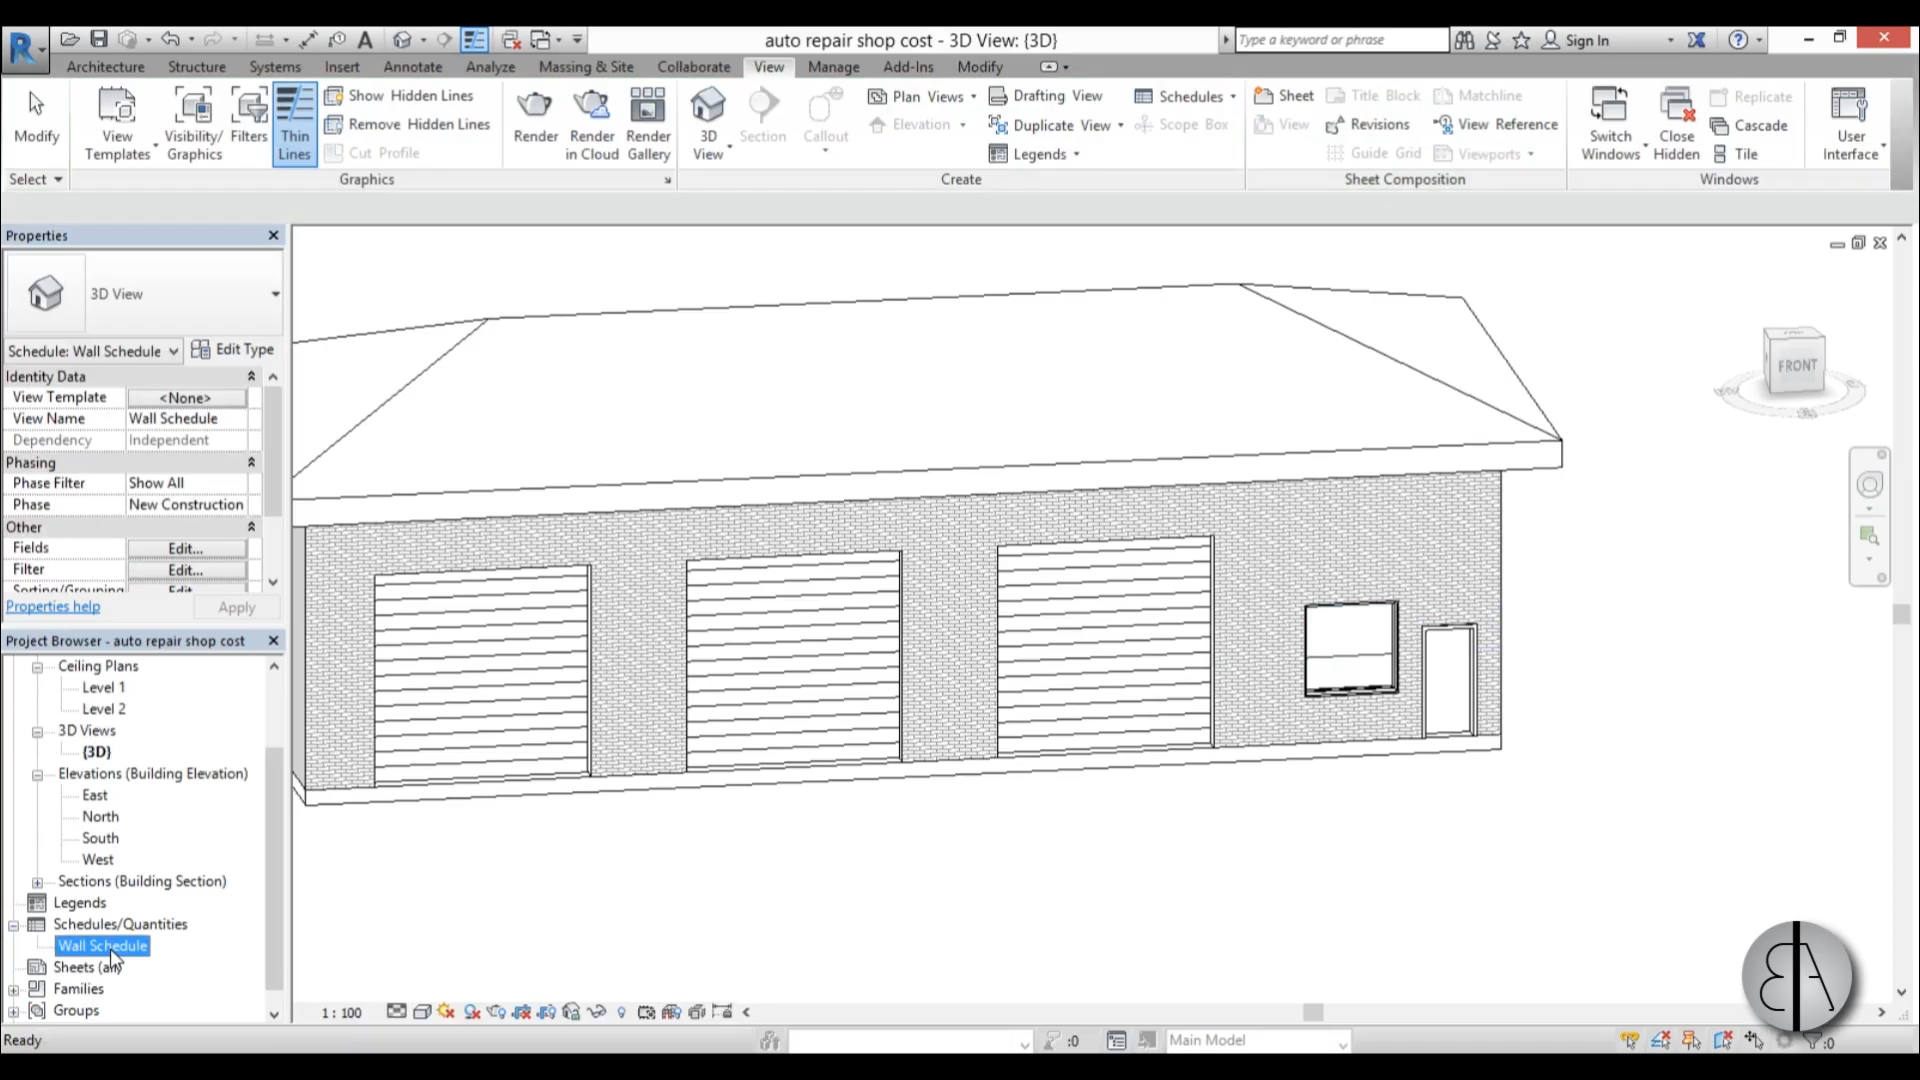 auto repair shop cost - 3D View: {3D}
Type a keyword or phrase
Sign In
Architecture Structure Systems Insert Annotate Analyze Massing & Site Collaborate View Manage Add-Ins Modify
Modify
View Templates
Visibility/ Graphics
Filters
Thin Lines
Show Hidden Lines
Remove Hidden Lines
Cut Profile
Render
Render in Cloud
Render Gallery
3D View
Section
Callout
Plan Views
Elevation
Drafting View
Duplicate View
Legends
Schedules
Scope Box
Sheet
View
Title Block
Revisions
Guide Grid
Matchline
View Reference
Viewports
Switch Windows
Close Hidden
Replicate
Cascade
Tile
User Interface
Select Graphics Create Sheet Composition Windows
Properties
3D View
Schedule: Wall Schedule Edit Type
Identity Data
View Template <None>
View Name Wall Schedule
Dependency Independent
Phasing
Phase Filter Show All
Phase New Construction
Other
Fields Edit...
Filter Edit...
Sorting/Grouping Edit
Properties help Apply
Project Browser - auto repair shop cost
Ceiling Plans
Level 1
Level 2
3D Views
{3D}
Elevations (Building Elevation)
East
North
South
West
Sections (Building Section)
Legends
Schedules/Quantities
Wall Schedule
Sheets (all)
Families
Groups
FRONT
1 : 100
Ready
:0
Main Model
:0